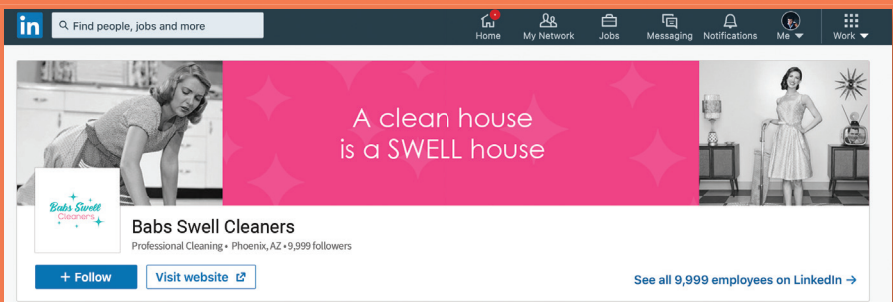 in
Find people, jobs and more
Home
My Network
Jobs
Messaging
Notifications
Me
Work
A clean house
is a SWELL house
Babs Swell
Cleaners
Babs Swell Cleaners
Professional Cleaning • Phoenix, AZ • 9,999 followers
+ Follow
Visit website
See all 9,999 employees on LinkedIn →